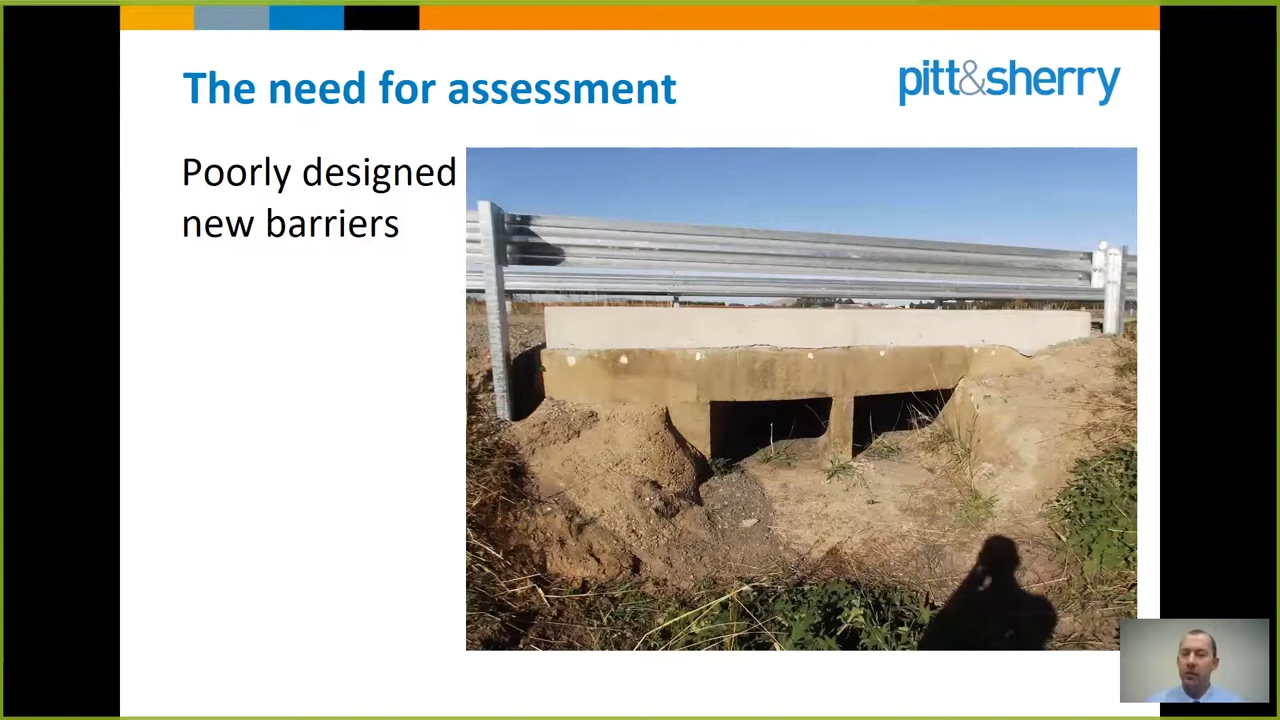 The need for assessment
pitt&sherry
Poorly designed
new barriers